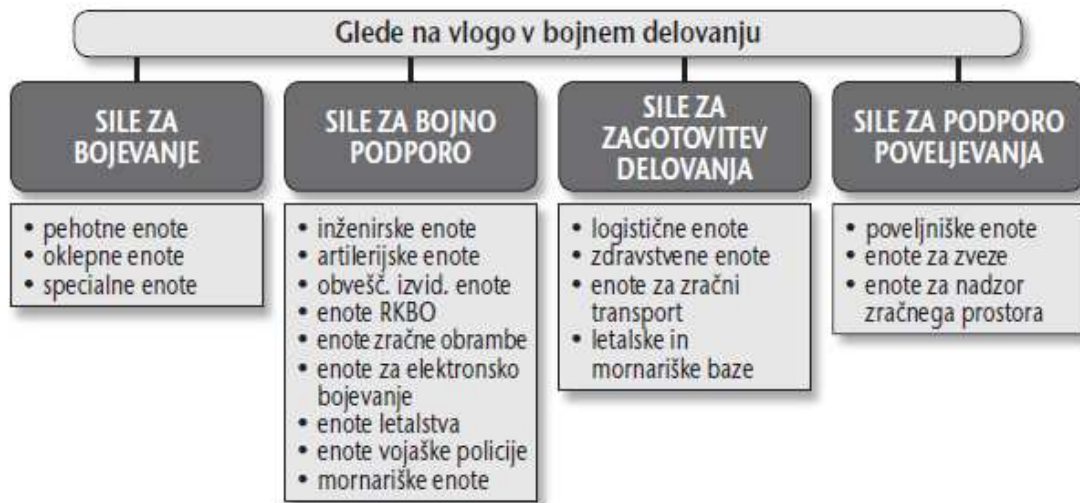 Glede na vlogo v bojnem delovanju
SILE ZA
BOJEVANJE
• pehotne enote
• oklepne enote
• specialne enote
SILE ZA BOJNO
PODPORO
• inženirske enote
• artilerijske enote
• obvešč. izvid. enote
• enote RKBO
• enote zračne obrambe
• enote za elektronsko
bojevanje
• enote letalstva
• enote vojaške policije
• mornariške enote
SILE ZA
ZAGOTOVITEV
DELOVANJA
• logistične enote
• zdravstvene enote
• enote za zračni
transport
• letalske in
mornariške baze
SILE ZA PODPORO
POVELJEVANJA
• poveljniške enote
• enote za zveze
• enote za nadzor
zračnega prostora